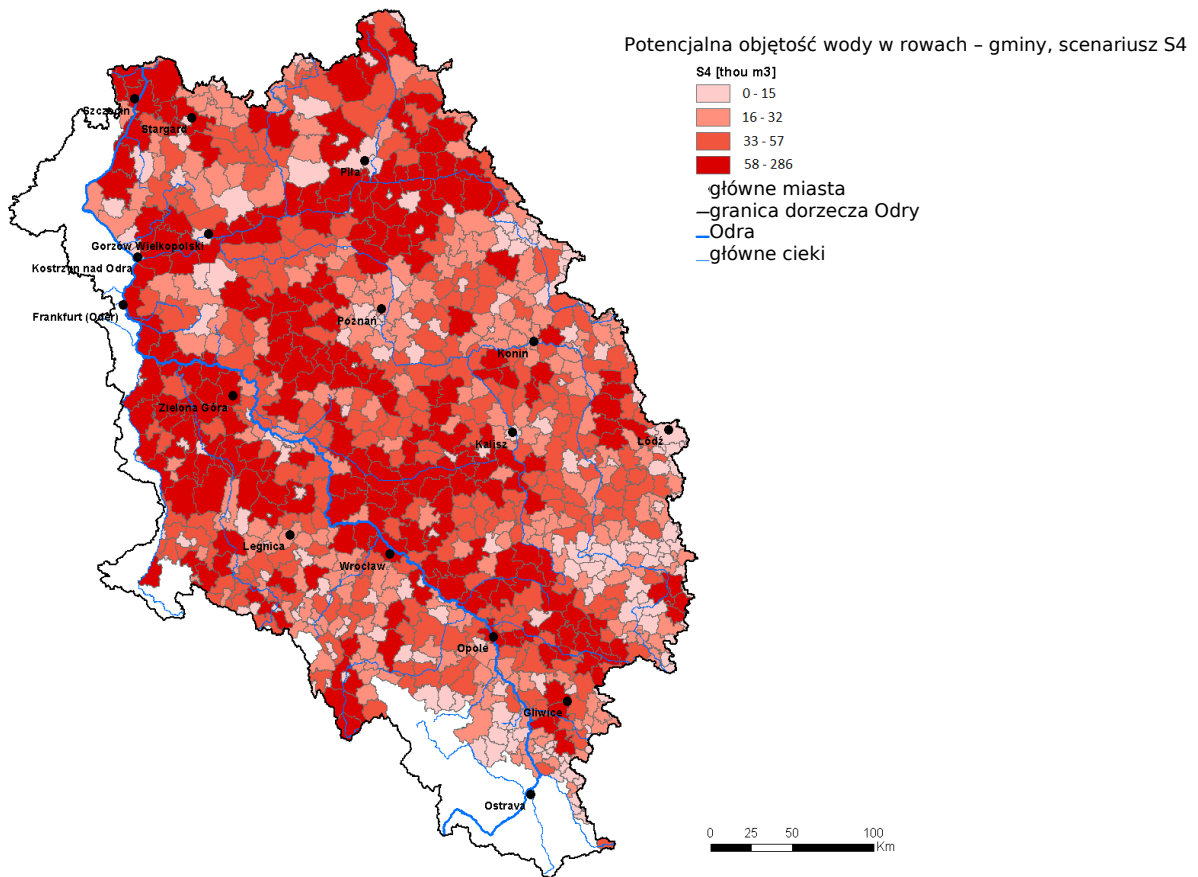 Potencjalna objętość wody w rowach – gminy, scenariusz S4
S4 [thou m3]
0 - 15
16 - 32
33 - 57
58 - 286
główne miasta
granica dorzecza Odry
Odra
główne cieki
Szczecin
Stargard
Piła
Gorzów Wielkopolski
Kostrzyn nad Odrą
Frankfurt (Oder)
Poznań
Konin
Zielona Góra
Kalisz
Łódź
Legnica
Wrocław
Opole
Gliwice
Ostrava
0 25 50 100
Km